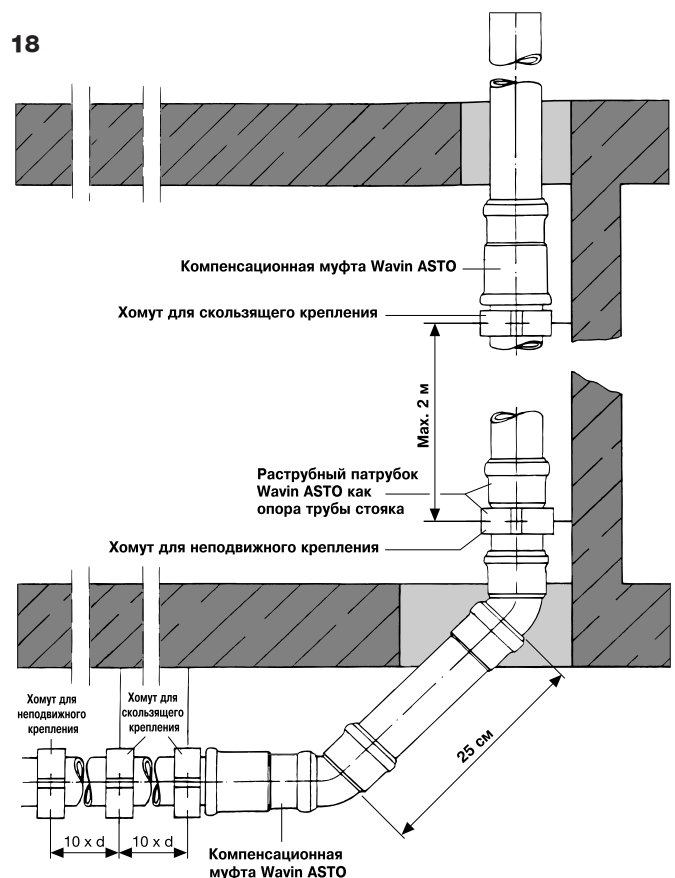 18
Компенсационная муфта Wavin ASTO
Хомут для скользящего крепления
Max. 2 м
Раструбный патрубок
Wavin ASTO как
опора трубы стояка
Хомут для неподвижного крепления
Хомут для
неподвижного
крепления
Хомут для
скользящего
крепления
25 см
10 x d
10 x d
Компенсационная
муфта Wavin ASTO